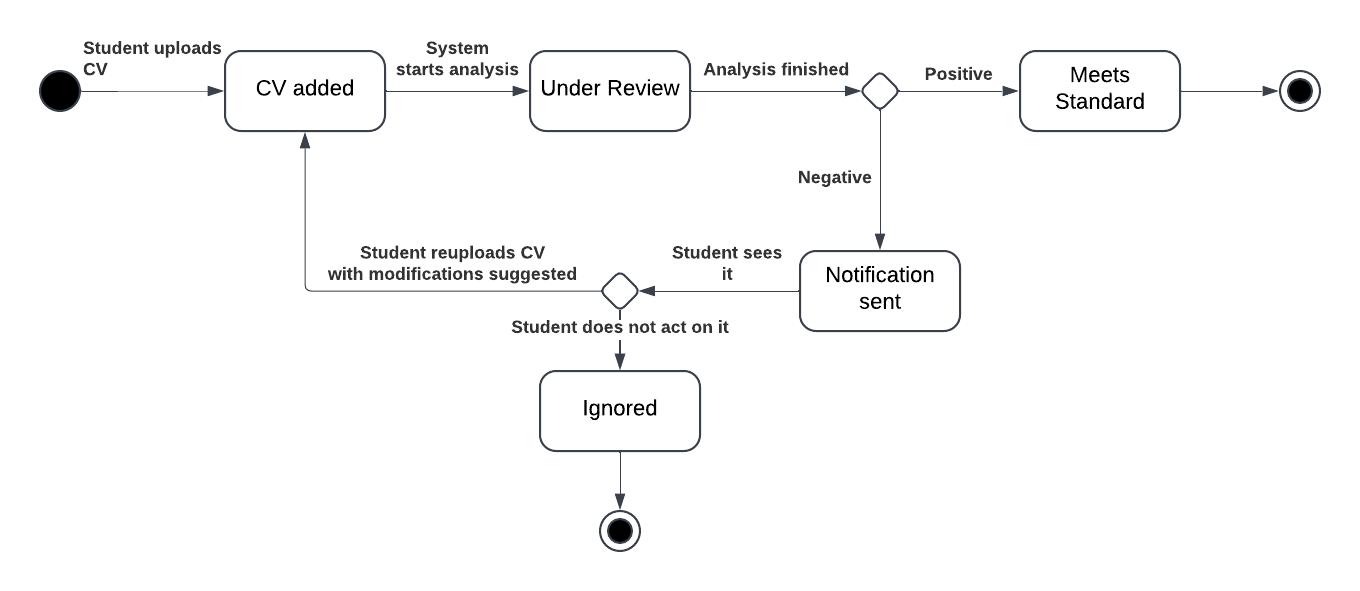 Student uploads
CV
CV added
System
starts analysis
Under Review
Analysis finished
Positive
Meets
Standard
Negative
Notification
sent
Student sees
it
Student reuploads CV
with modifications suggested
Student does not act on it
Ignored